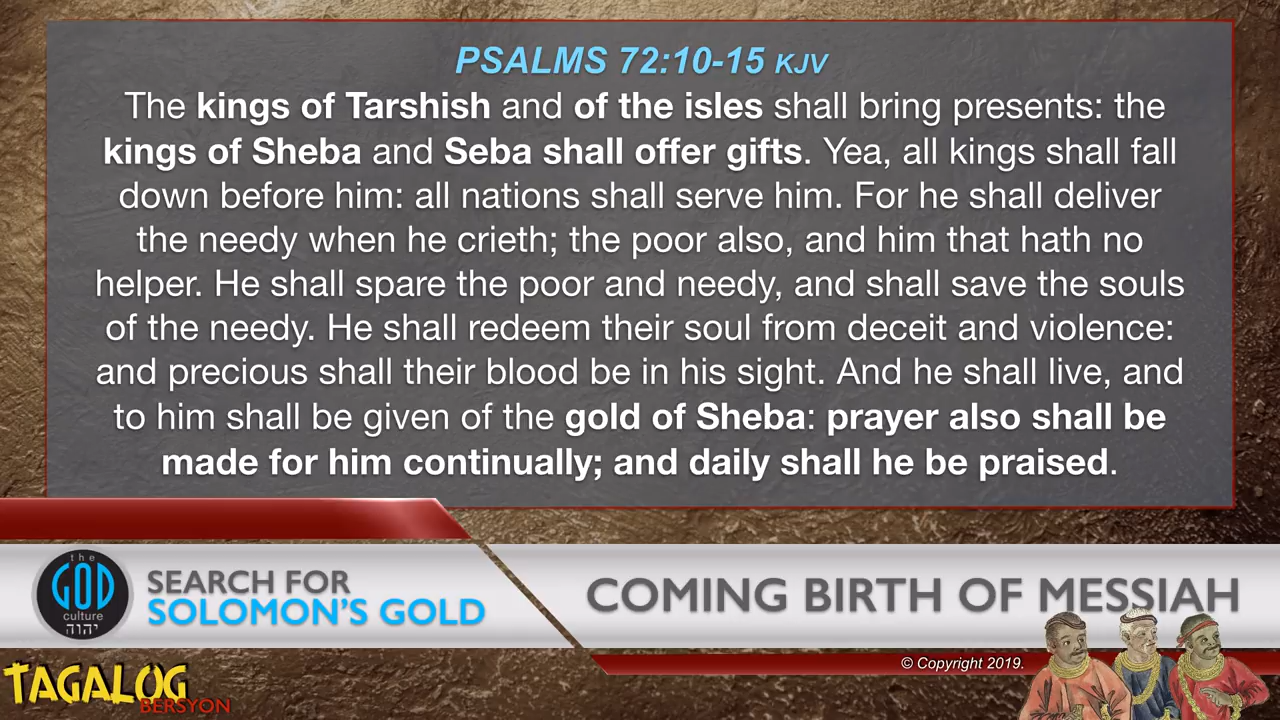 PSALMS 72:10-15 KJV
The kings of Tarshish and of the isles shall bring presents: the
kings of Sheba and Seba shall offer gifts. Yea, all kings shall fall
down before him: all nations shall serve him. For he shall deliver
the needy when he crieth; the poor also, and him that hath no
helper. He shall spare the poor and needy, and shall save the souls
of the needy. He shall redeem their soul from deceit and violence:
and precious shall their blood be in his sight. And he shall live, and
to him shall be given of the gold of Sheba: prayer also shall be
made for him continually; and daily shall he be praised.
the
GOD
culture
יהוה
SEARCH FOR
SOLOMON'S GOLD
COMING BIRTH OF MESSIAH
© Copyright 2019.
TAGALOG
BERSYON